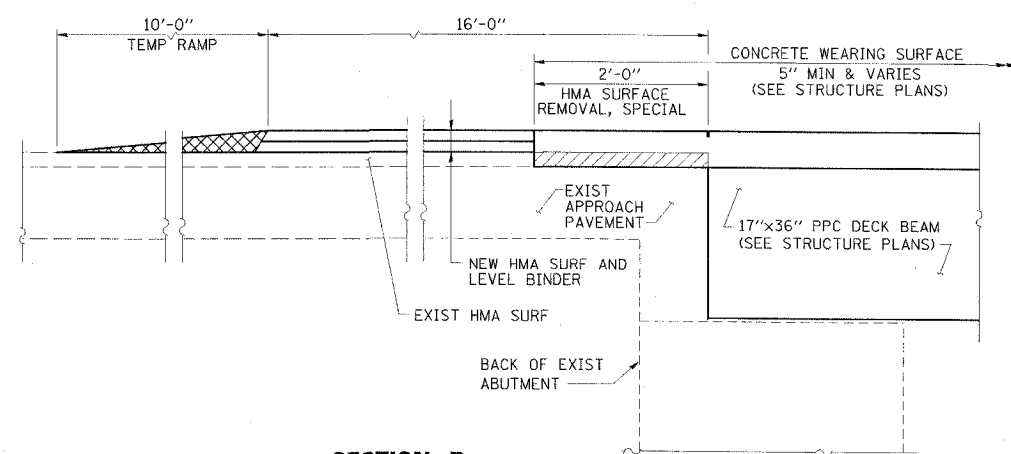 10'-0"
TEMP RAMP
16'-0"
CONCRETE WEARING SURFACE
5" MIN & VARIES
(SEE STRUCTURE PLANS)
2'-0"
HMA SURFACE
REMOVAL, SPECIAL
EXIST
APPROACH
PAVEMENT
17"x36" PPC DECK BEAM
(SEE STRUCTURE PLANS)
NEW HMA SURF AND
LEVEL BINDER
EXIST HMA SURF
BACK OF EXIST
ABUTMENT